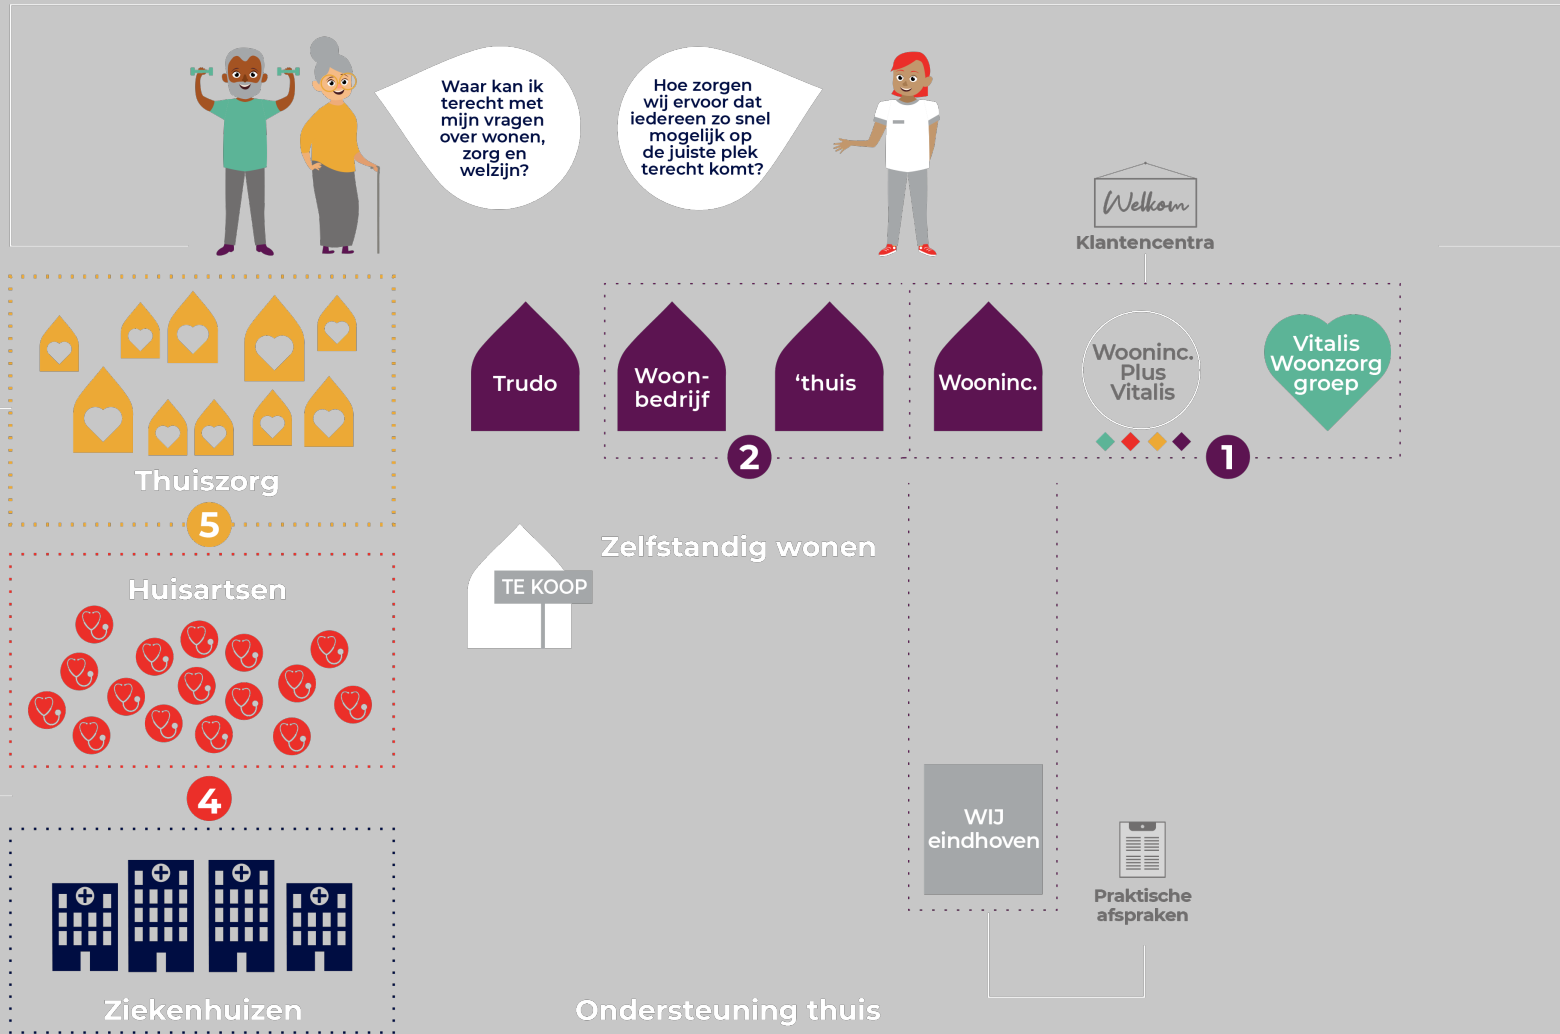 Waar kan ik
terecht met
mijn vragen
over wonen,
zorg en
welzijn?
Hoe zorgen
wij ervoor dat
iedereen zo snel
mogelijk op
de juiste plek
terecht komt?
Welkom
Klantencentra
Trudo
Woon-
bedrijf
‘thuis
Wooninc.
Wooninc.
Plus
Vitalis
Vitalis
Woonzorg
groep
2
1
Thuiszorg
5
Zelfstandig wonen
TE KOOP
Huisartsen
4
WIJ
eindhoven
Praktische
afspraken
Ziekenhuizen
Ondersteuning thuis